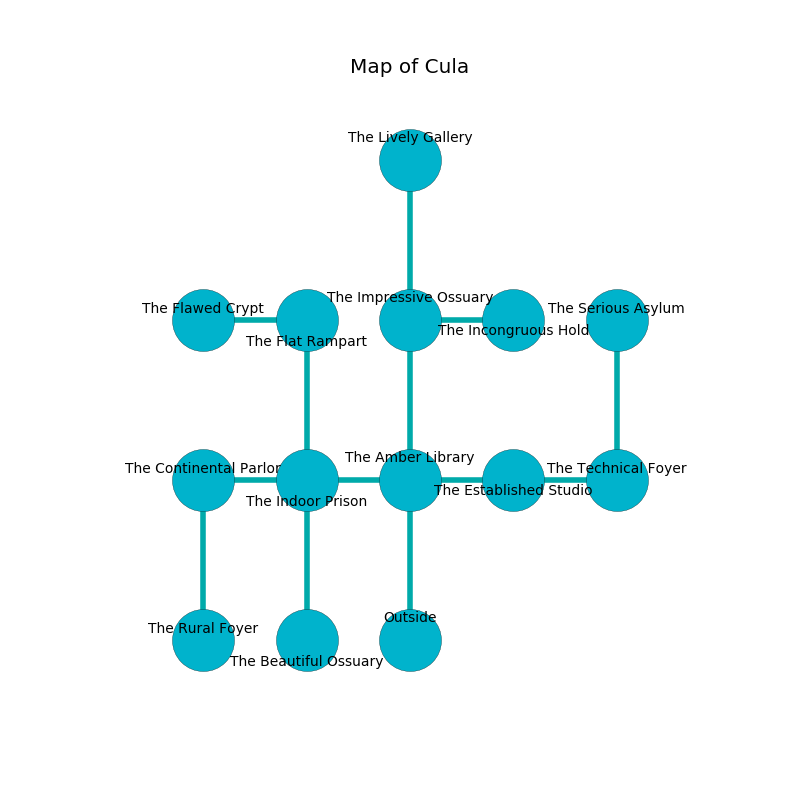 Map of Cula
The Lively Gallery
The Impressive Ossuary
The Flawed Crypt
The Serious Asylum
The Incongruous Hold
The Flat Rampart
The Amber Library
The Continental Parlor
The Technical Foyer
The Established Studio
The Indoor Prison
Outside
The Rural Foyer
The Beautiful Ossuary